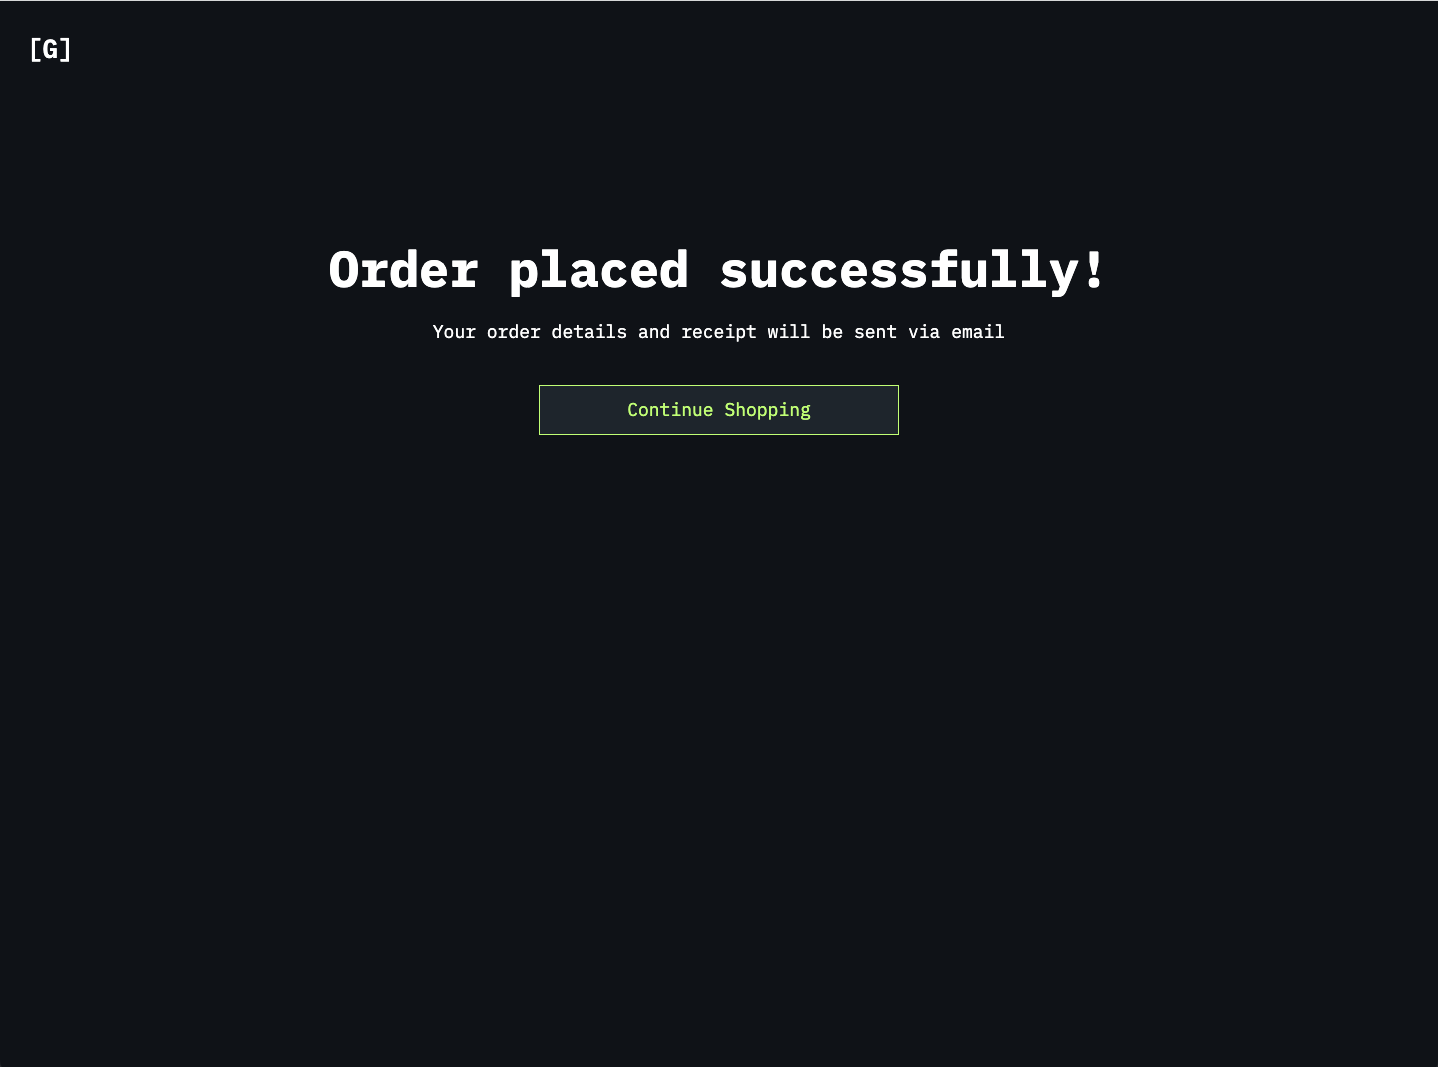 [G]
Order placed successfully!
Your order details and receipt will be sent via email
Continue Shopping